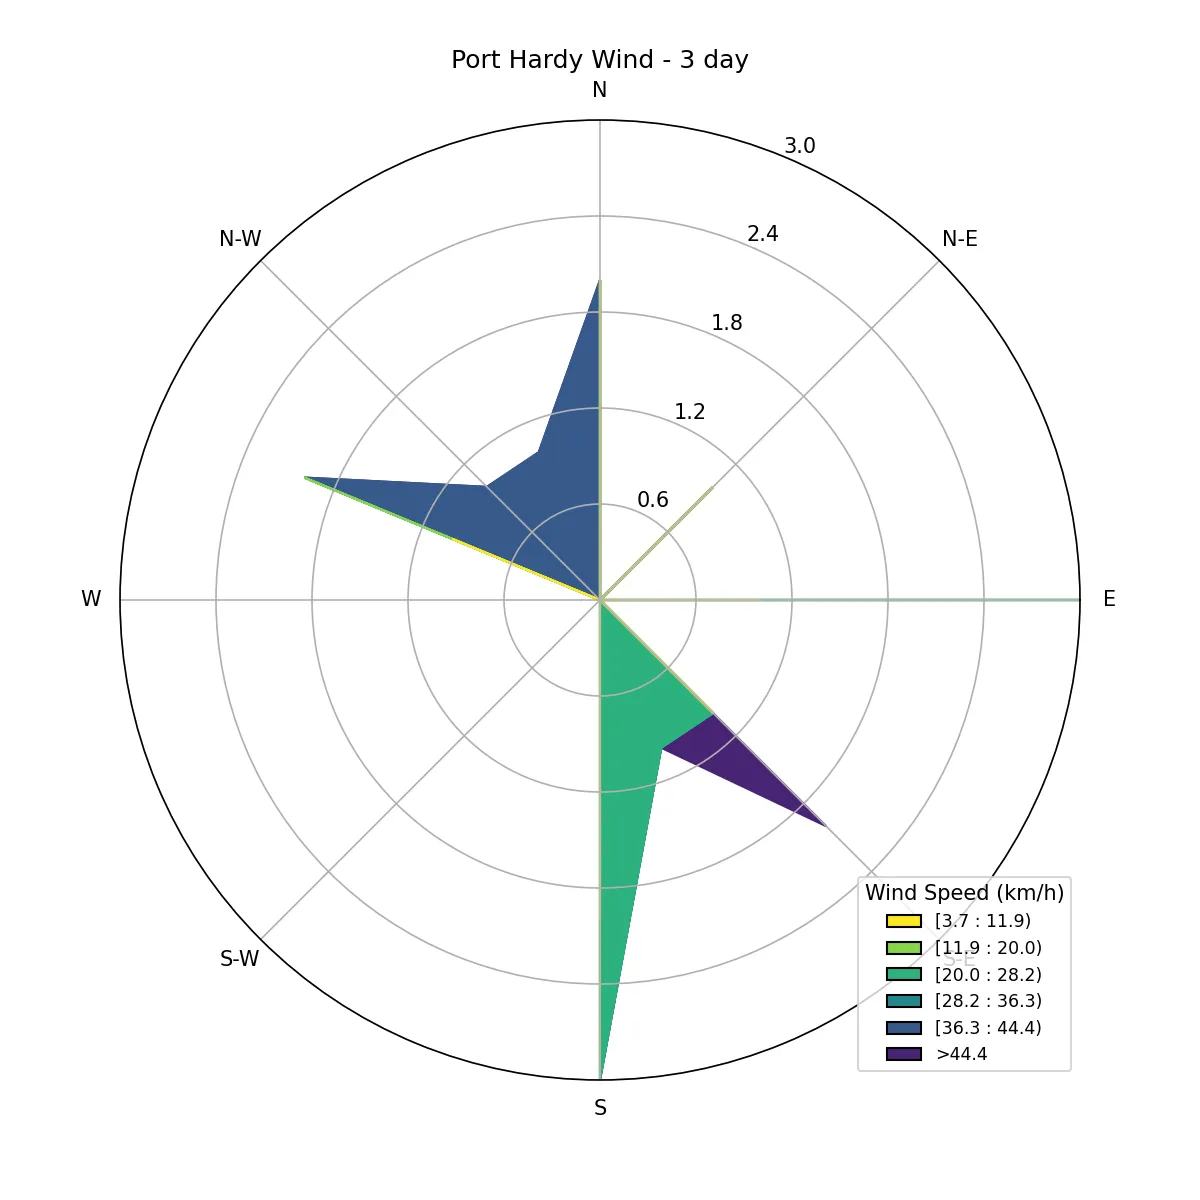 Port Hardy Wind - 3 day
N
3.0
N-W
2.4
N-E
1.8
1.2
0.6
W
E
Wind Speed (km/h)
[3.7 : 11.9)
[11.9 : 20.0)
S-W
S-E
[20.0 : 28.2)
[28.2 : 36.3)
[36.3 : 44.4)
>44.4
S